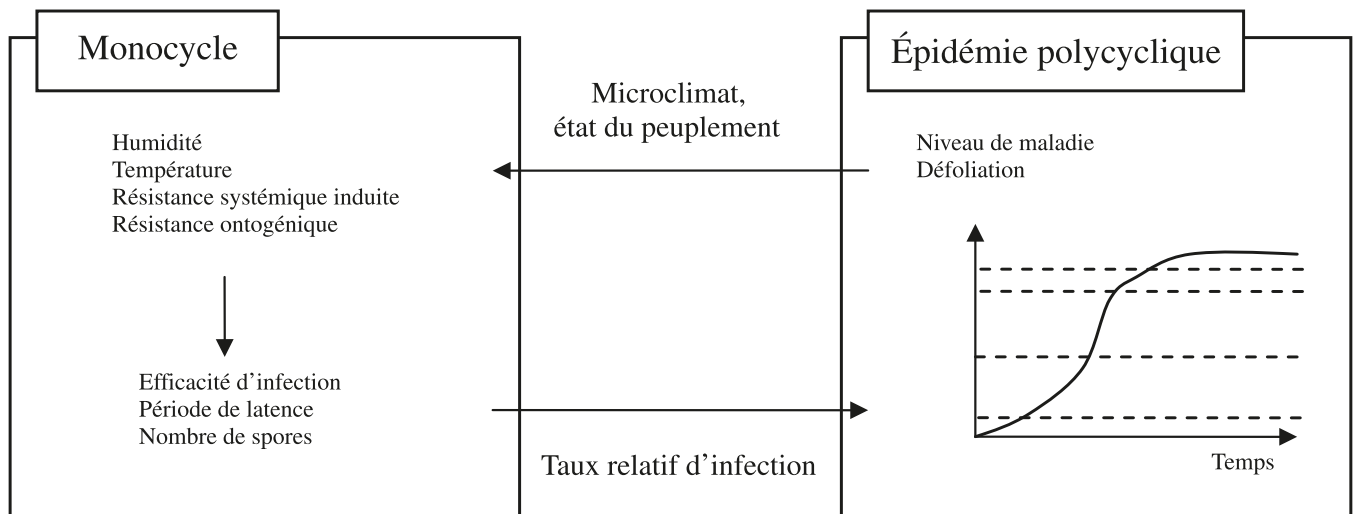 Monocycle
Humidité
Température
Résistance systémique induite
Résistance ontogénique
Efficacité d’infection
Période de latence
Nombre de spores
Microclimat,
état du peuplement
Taux relatif d’infection
Épidémie polycyclique
Niveau de maladie
Défoliation
Temps